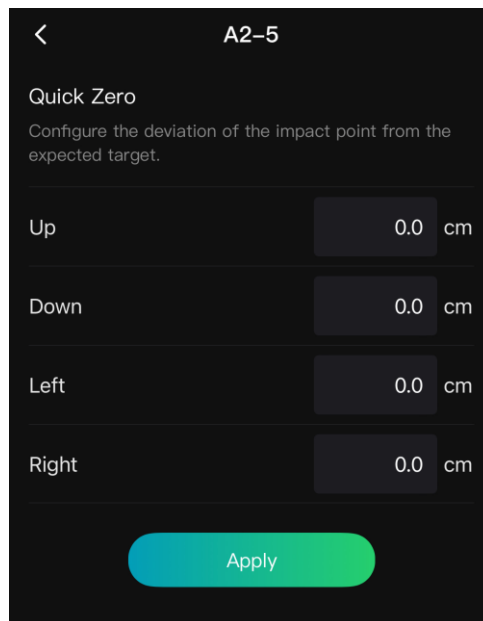 A2-5
Quick Zero
Configure the deviation of the impact point from the
expected target.
Up 0.0 cm
Down 0.0 cm
Left 0.0 cm
Right 0.0 cm
Apply